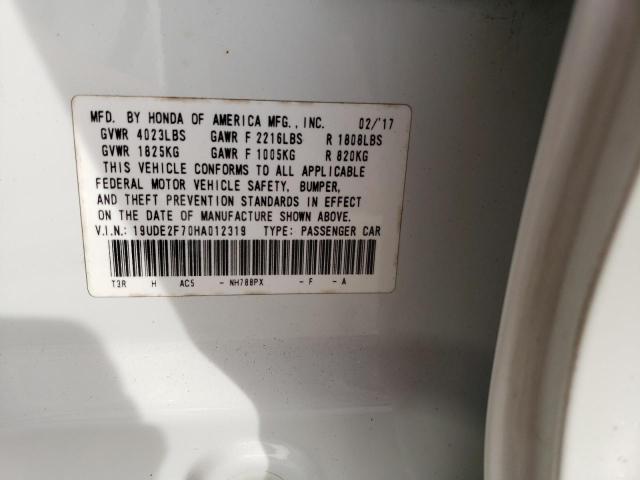 MFD. BY HONDA OF AMERICA MFG., INC. 02/'17
GVWR 4023LBS GAWR F 2216LBS R 1808LBS
GVWR 1825KG GAWR F 1005KG R 820KG
THIS VEHICLE CONFORMS TO ALL APPLICABLE
FEDERAL MOTOR VEHICLE SAFETY, BUMPER,
AND THEFT PREVENTION STANDARDS IN EFFECT
ON THE DATE OF MANUFACTURE SHOWN ABOVE.
V.I.N.: 19UDE2F70HA012319 TYPE: PASSENGER CAR
T3R H AC5 - NH788PX - F - A